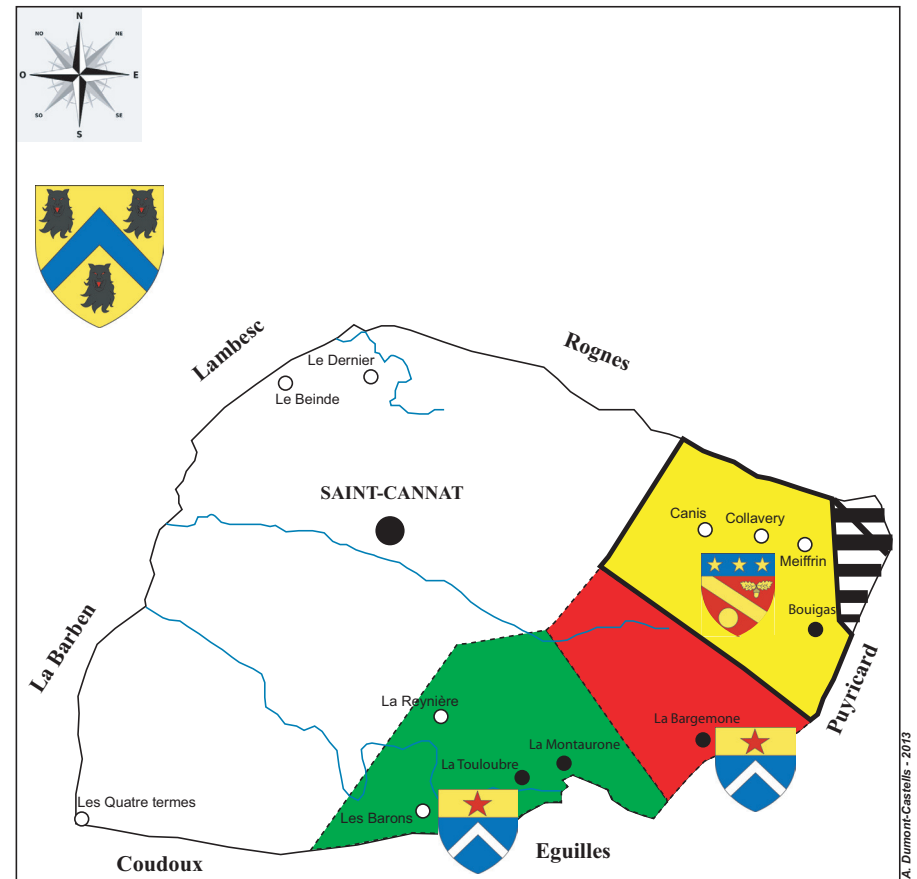 N
NO
NE
O
E
SO
SE
S
Lambesc
Rognes
Le Dernier
Le Beinde
SAINT-CANNAT
Canis
Collavery
Meiffrin
Bouigas
La Barben
Puyricard
La Reynière
La Bargemone
La Montaurone
La Touloubre
Les Quatre termes
Les Barons
Coudoux
Eguilles
A. Dumont-Castells - 2013